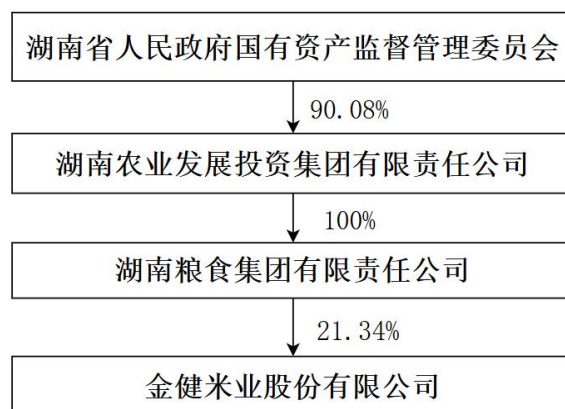 湖南省人民政府国有资产监督管理委员会
90.08%
湖南农业发展投资集团有限责任公司
100%
湖南粮食集团有限责任公司
21.34%
金健米业股份有限公司